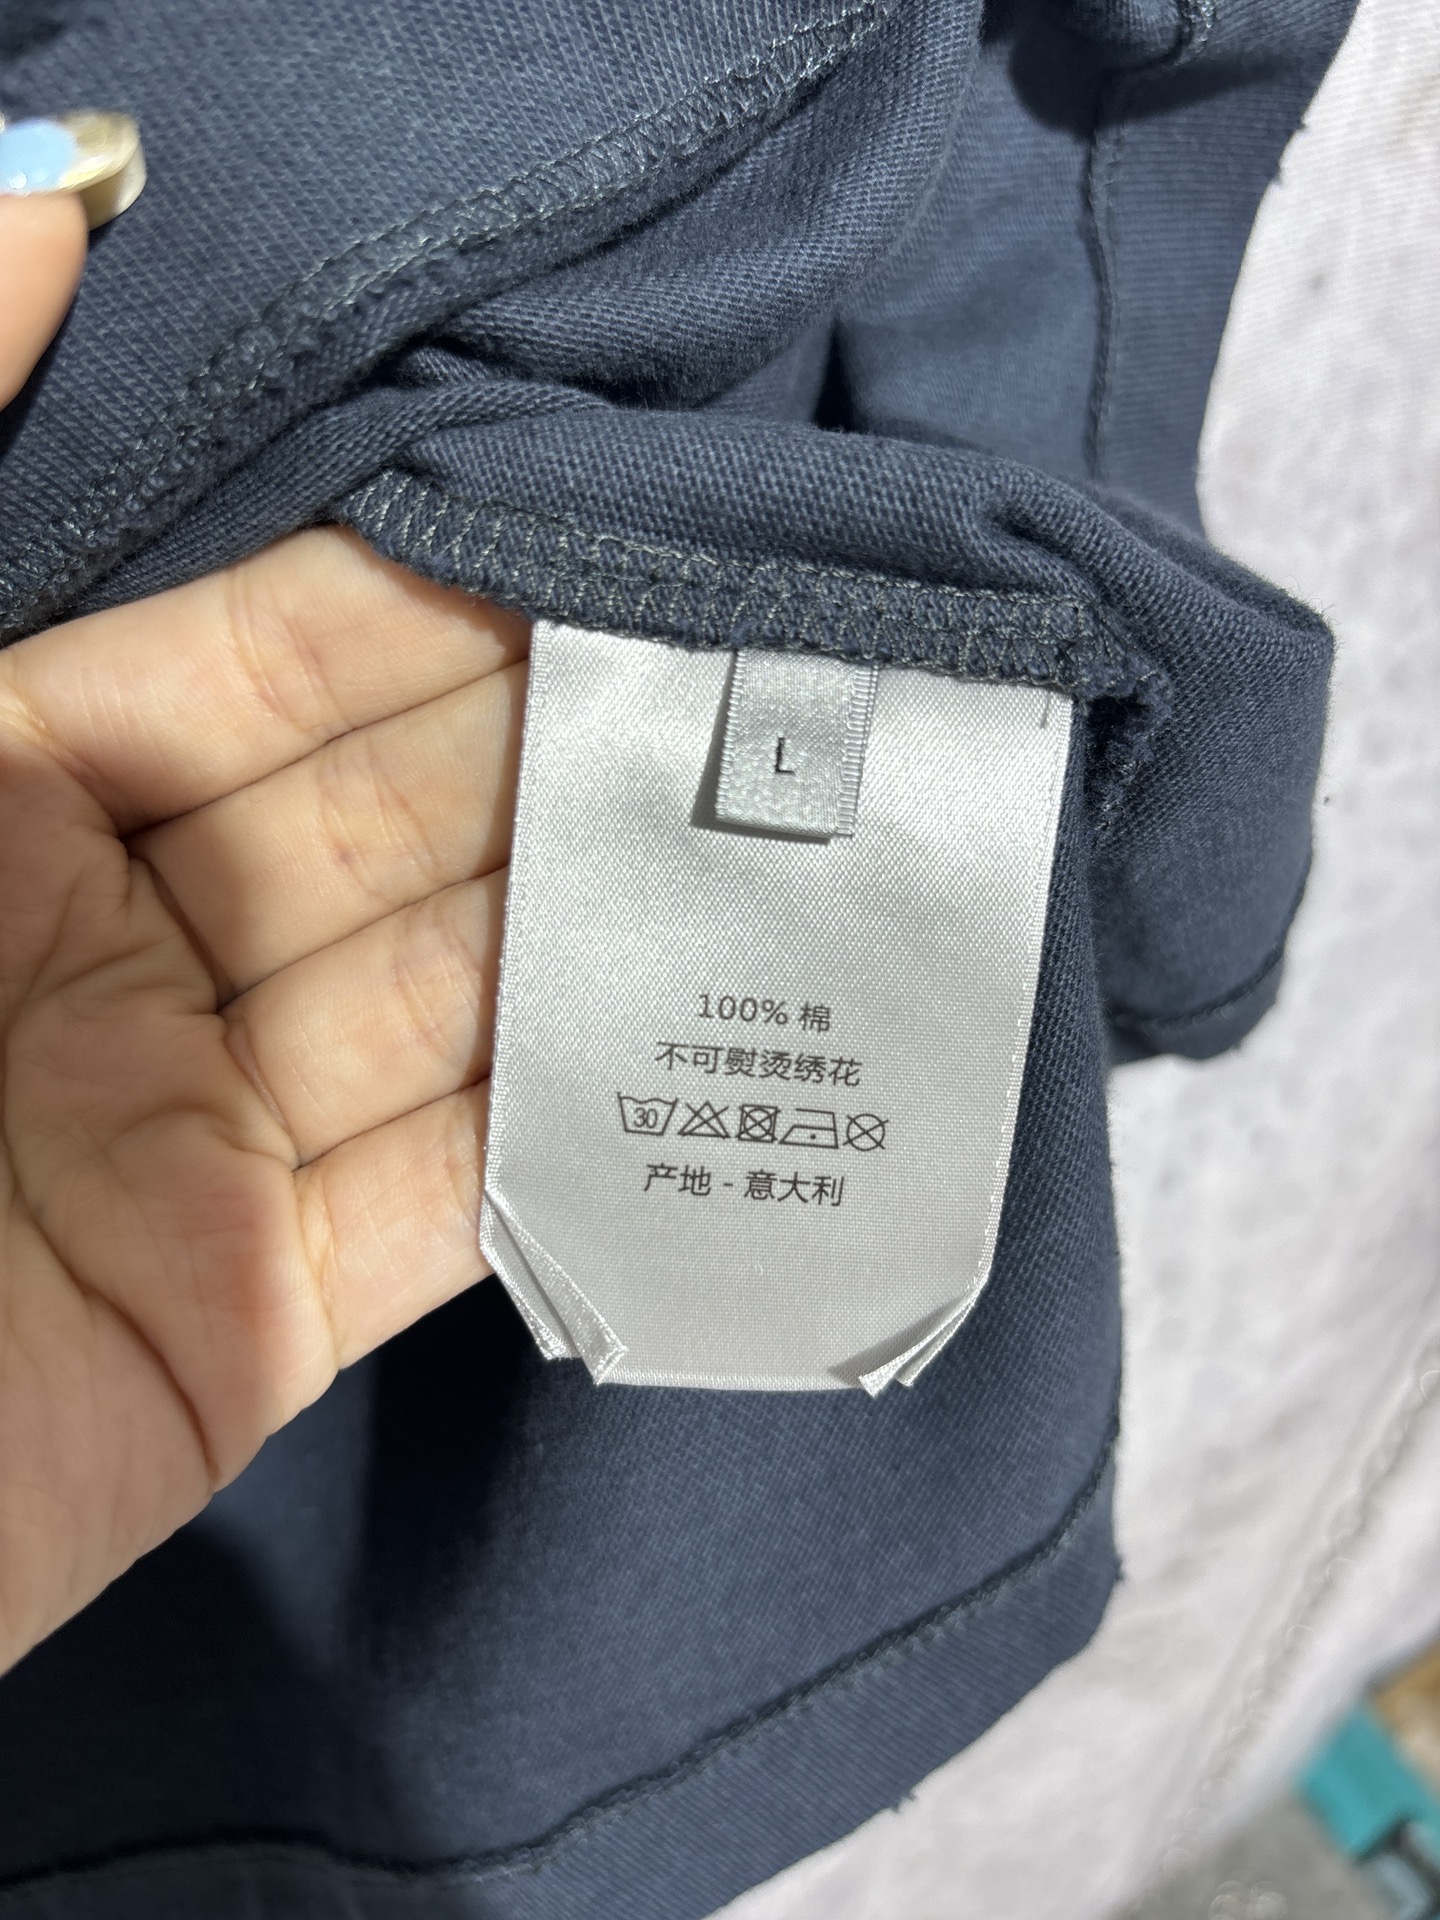 L
100% 棉
不可熨烫绣花
30
产地 - 意大利